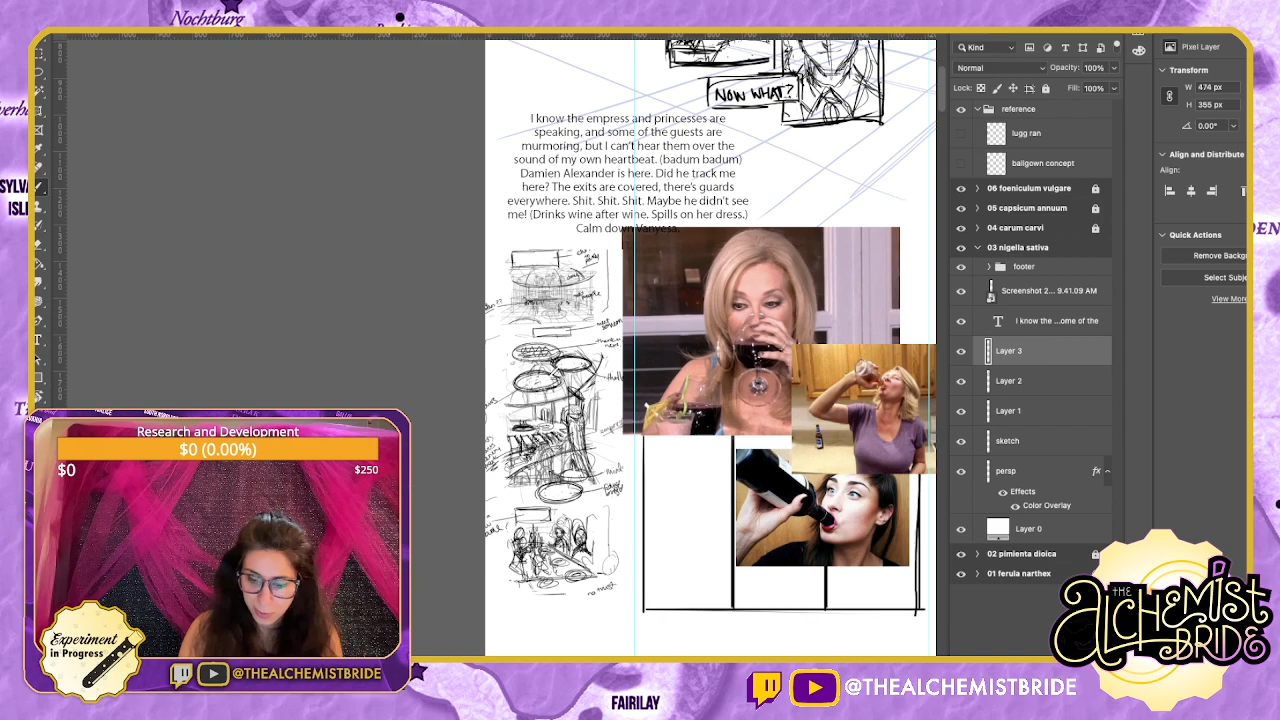 Nochtburg
NOW WHAT?
I know the empress and princesses are
speaking, and some of the guests are
murmoring, but I can't hear them over the
sound of my own heartbeat. (badum badum)
Damien Alexander is here. Did he track me
here? The exits are covered, there's guards
everywhere. Shit. Shit. Shit. Maybe he didn't see
me! (Drinks wine after wine. Spills on her dress.)
Calm down Vanyesa.
Kind
Normal
Opacity: 100%
Lock:
Fill: 100%
reference
lugg ran
ballgown concept
06 foeniculum vulgare
05 capsicum annuum
04 carum carvi
03 nigella sativa
footer
Screenshot 2... 9.41.09 AM
I know the ...ome of the
Layer 3
Layer 2
Layer 1
sketch
persp
fx
Effects
Color Overlay
Layer 0
02 pimienta dioica
01 ferula narthex
Pixel Layer
Transform
W 474 px
H 355 px
0.00°
Align and Distribute
Align:
Quick Actions
Remove Backg
Select Subje
View More
Research and Development
$0 (0.00%)
$0
$250
Experiment
in Progress
@THEALCHEMISTBRIDE
FAIRILAY
@THEALCHEMISTBRIDE
THE
ALCHEMIST
BRIDE